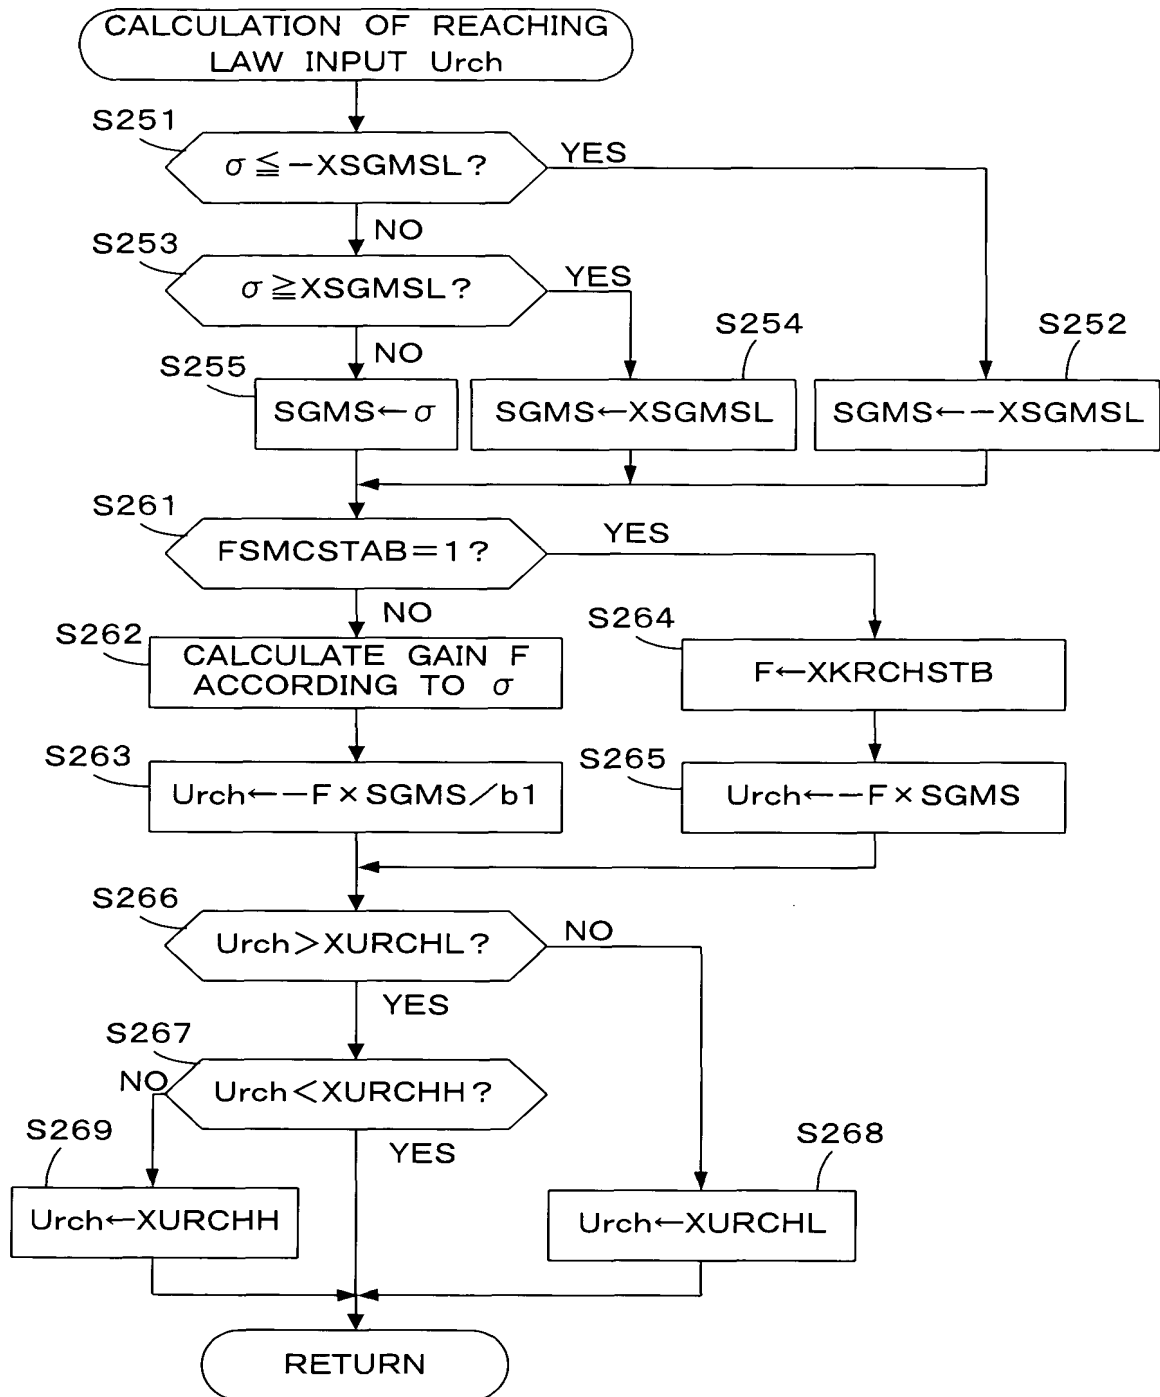 CALCULATION OF REACHING
LAW INPUT Urch
S251
σ≦−XSGMSL?
YES
NO
S253
σ≧XSGMSL?
YES
NO
S255
SGMS←σ
S254
SGMS←XSGMSL
S252
SGMS←−XSGMSL
S261
FSMCSTAB=1?
YES
NO
S262
CALCULATE GAIN F
ACCORDING TO σ
S264
F←XKRCHSTB
S263
Urch←−F×SGMS/b1
S265
Urch←−F×SGMS
S266
Urch>XURCHL?
NO
YES
S267
Urch<XURCHH?
NO
YES
S269
Urch←XURCHH
S268
Urch←XURCHL
RETURN